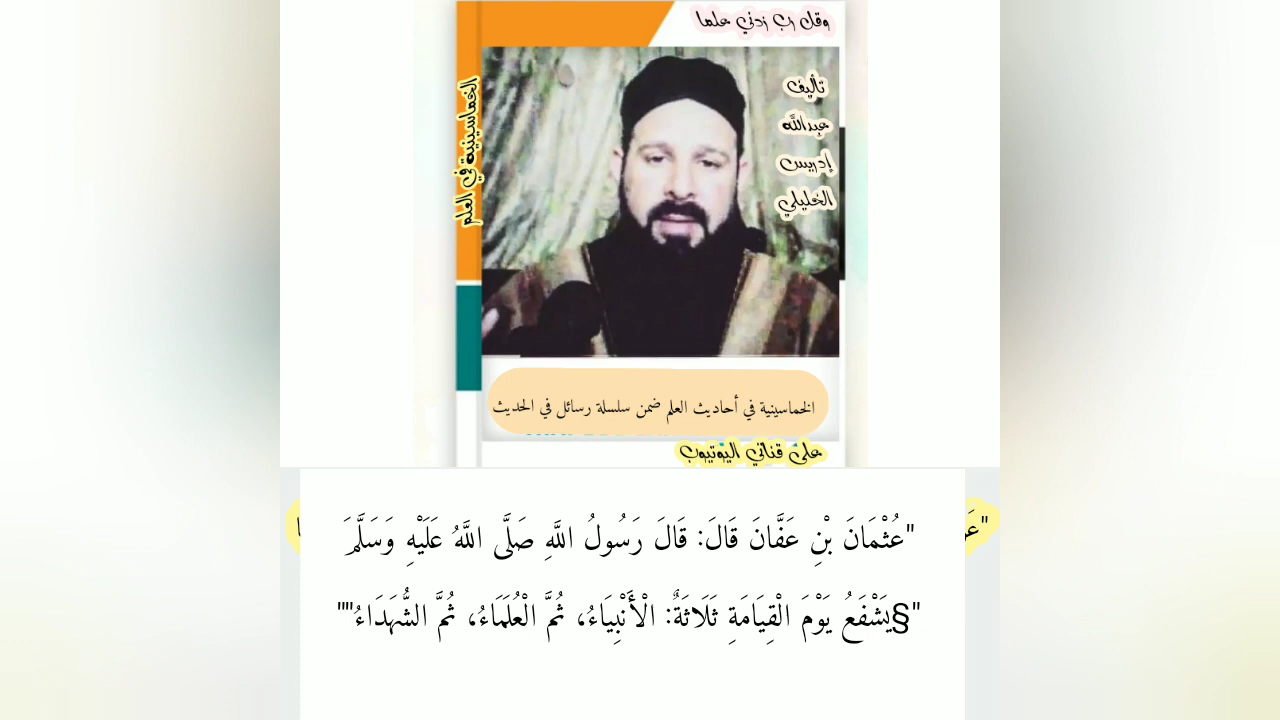 وقل رب زدني علما
تأليف
عبدالله
إدريس
الخليلي
الخماسينية في العلم
الخماسينية في أحاديث العلم ضمن سلسلة رسائل في الحديث
على قناتي اليوتيوب
"عُثْمَانَ بْنِ عَفَّانَ قَالَ: قَالَ رَسُولُ اللَّهِ صَلَّى اللَّهُ عَلَيْهِ وَسَلَّمَ
"§يَشْفَعُ يَوْمَ الْقِيَامَةِ ثَلَاثَةٌ: الْأَنْبِيَاءُ، ثُمَّ الْعُلَمَاءُ، ثُمَّ الشُّهَدَاءُ""